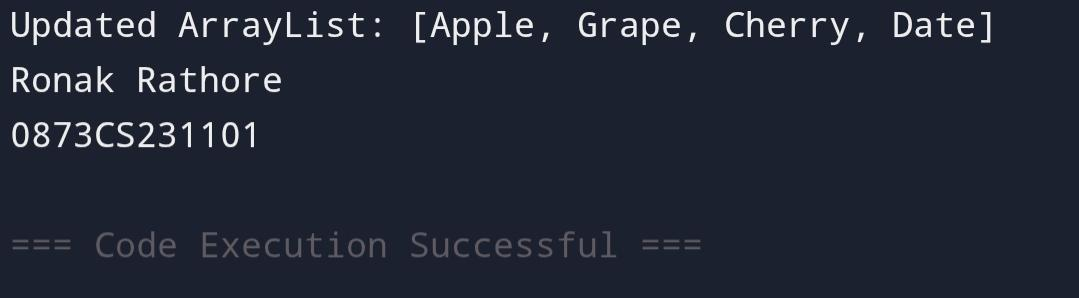 Updated ArrayList: [Apple, Grape, Cherry, Date]
Ronak Rathore
0873CS231101
=== Code Execution Successful ===